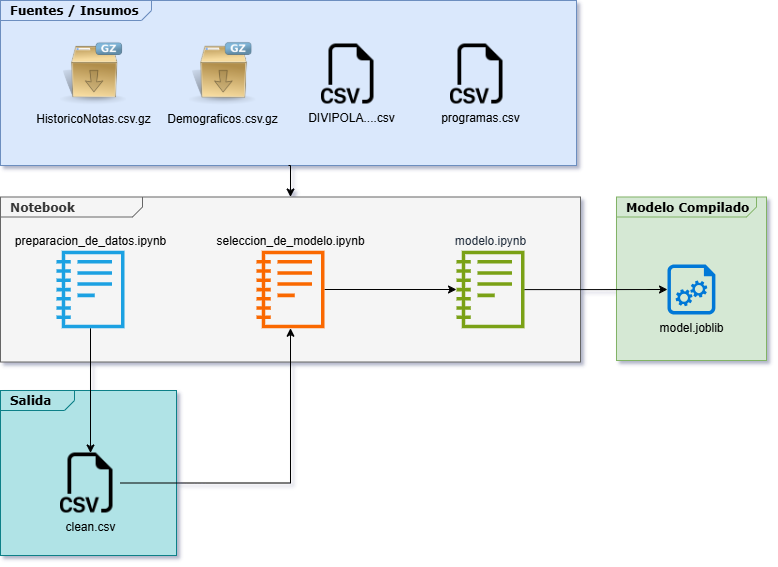 Fuentes / Insumos
GZ
GZ
CSV
CSV
HistoricoNotas.csv.gz
Demograficos.csv.gz
DIVIPOLA....csv
programas.csv
Notebook
preparacion_de_datos.ipynb
seleccion_de_modelo.ipynb
modelo.ipynb
Modelo Compilado
model.joblib
Salida
CSV
clean.csv